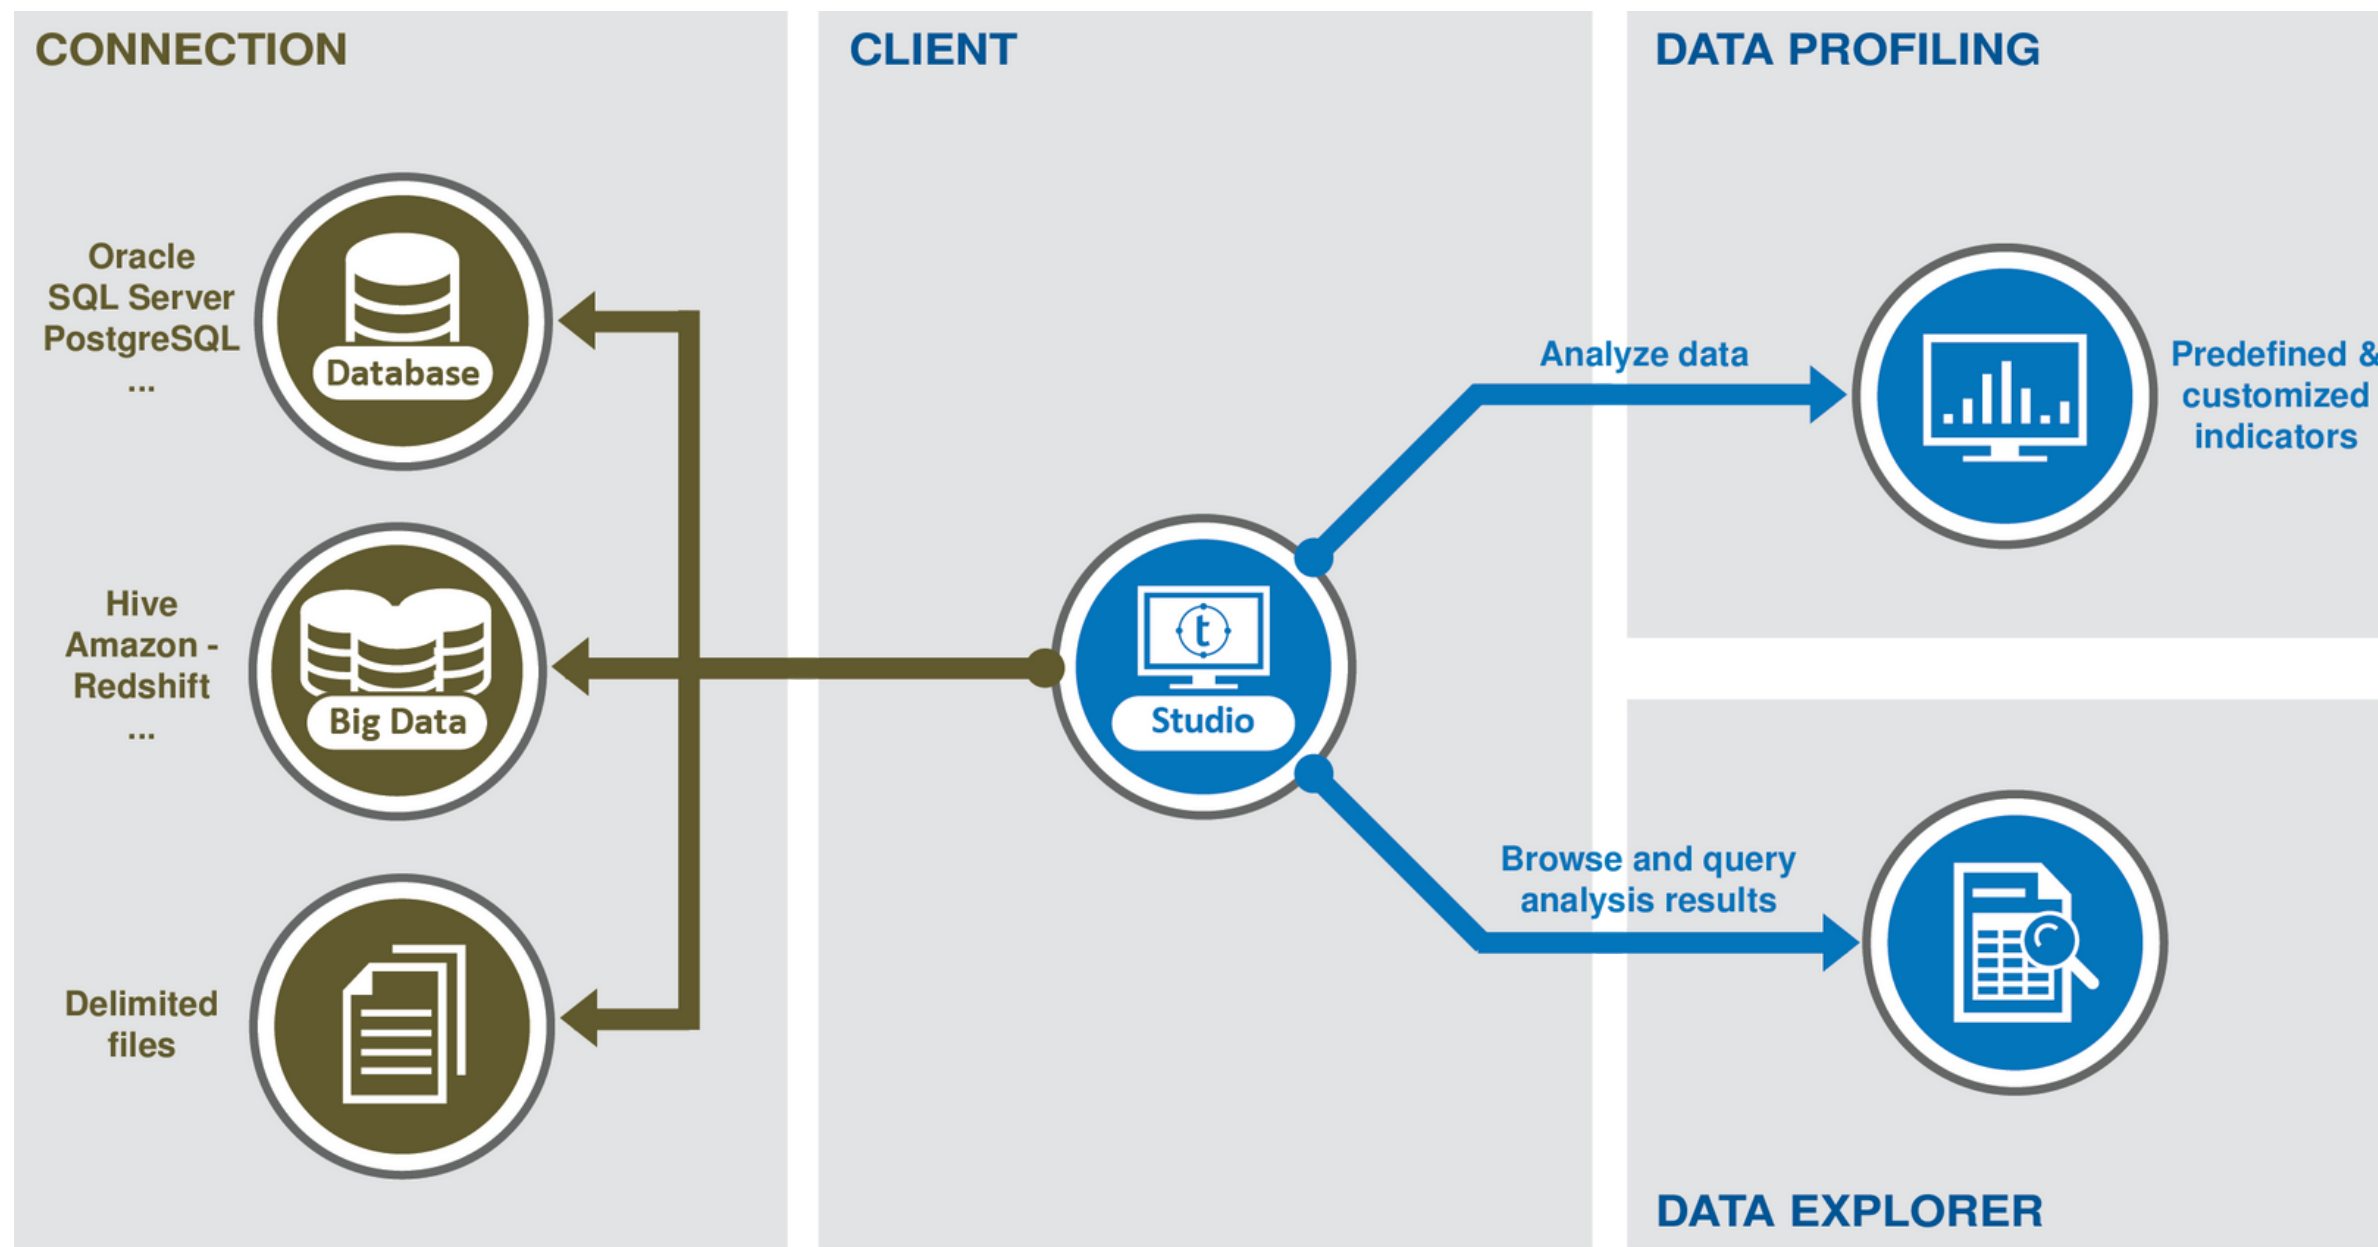 CONNECTION
Oracle
SQL Server
PostgreSQL
...
Database
Hive
Amazon -
Redshift
...
Big Data
Delimited
files
CLIENT
t
Studio
Analyze data
Browse and query
analysis results
DATA PROFILING
Predefined &
customized
indicators
DATA EXPLORER